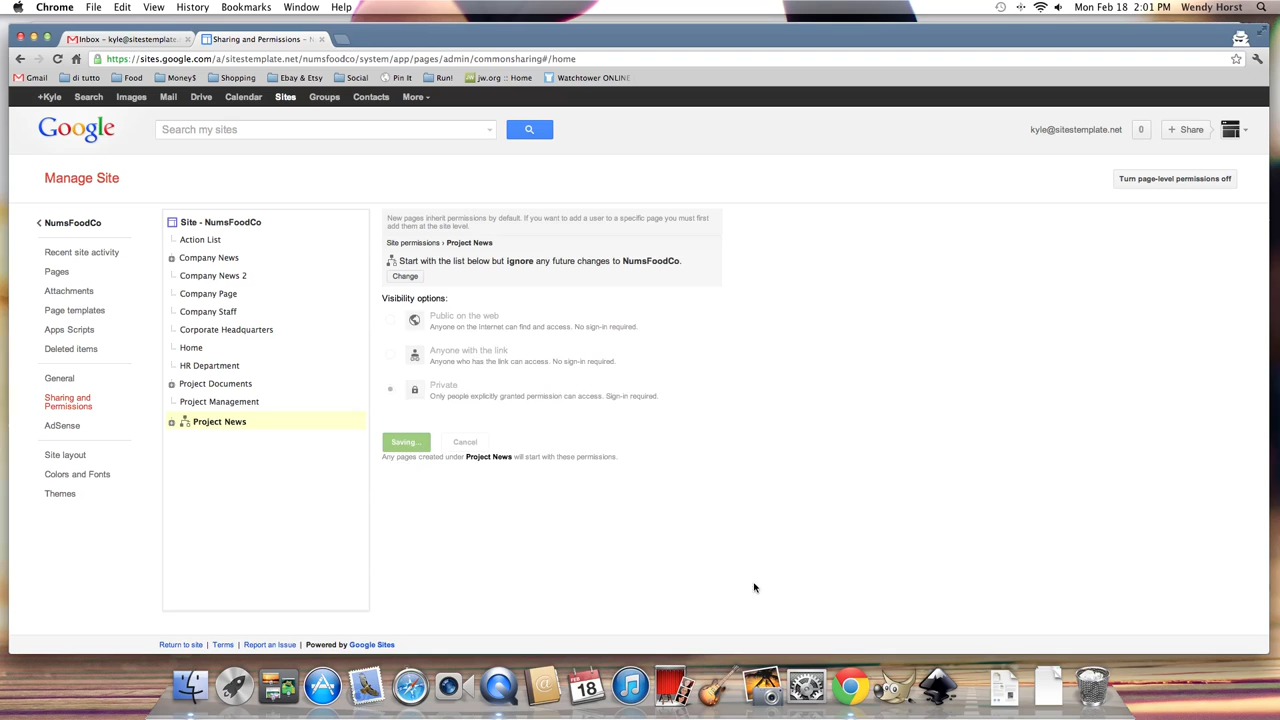 Chrome File Edit View History Bookmarks Window Help Mon Feb 18 2:01 PM Wendy Horst
Inbox - kyle@sitestemplate. Sharing and Permissions - N
https://sites.google.com/a/sitestemplate.net/numsfoodco/system/app/pages/admin/commonsharing#/home
Gmail di tutto Food Money$ Shopping Ebay & Etsy Social Pin It Run! jw.org :: Home Watchtower ONLINE
+Kyle Search Images Mail Drive Calendar Sites Groups Contacts More
Google Search my sites kyle@sitestemplate.net 0 + Share
Manage Site Turn page-level permissions off
NumsFoodCo
Recent site activity
Pages
Attachments
Page templates
Apps Scripts
Deleted items
General
Sharing and
Permissions
AdSense
Site layout
Colors and Fonts
Themes
Site - NumsFoodCo
Action List
Company News
Company News 2
Company Page
Company Staff
Corporate Headquarters
Home
HR Department
Project Documents
Project Management
Project News
New pages inherit permissions by default. If you want to add a user to a specific page you must first
add them at the site level.
Site permissions › Project News
Start with the list below but ignore any future changes to NumsFoodCo.
Change
Visibility options:
Public on the web
Anyone on the Internet can find and access. No sign-in required.
Anyone with the link
Anyone who has the link can access. No sign-in required.
Private
Only people explicitly granted permission can access. Sign-in required.
Saving... Cancel
Any pages created under Project News will start with these permissions.
Return to site | Terms | Report an Issue | Powered by Google Sites
18